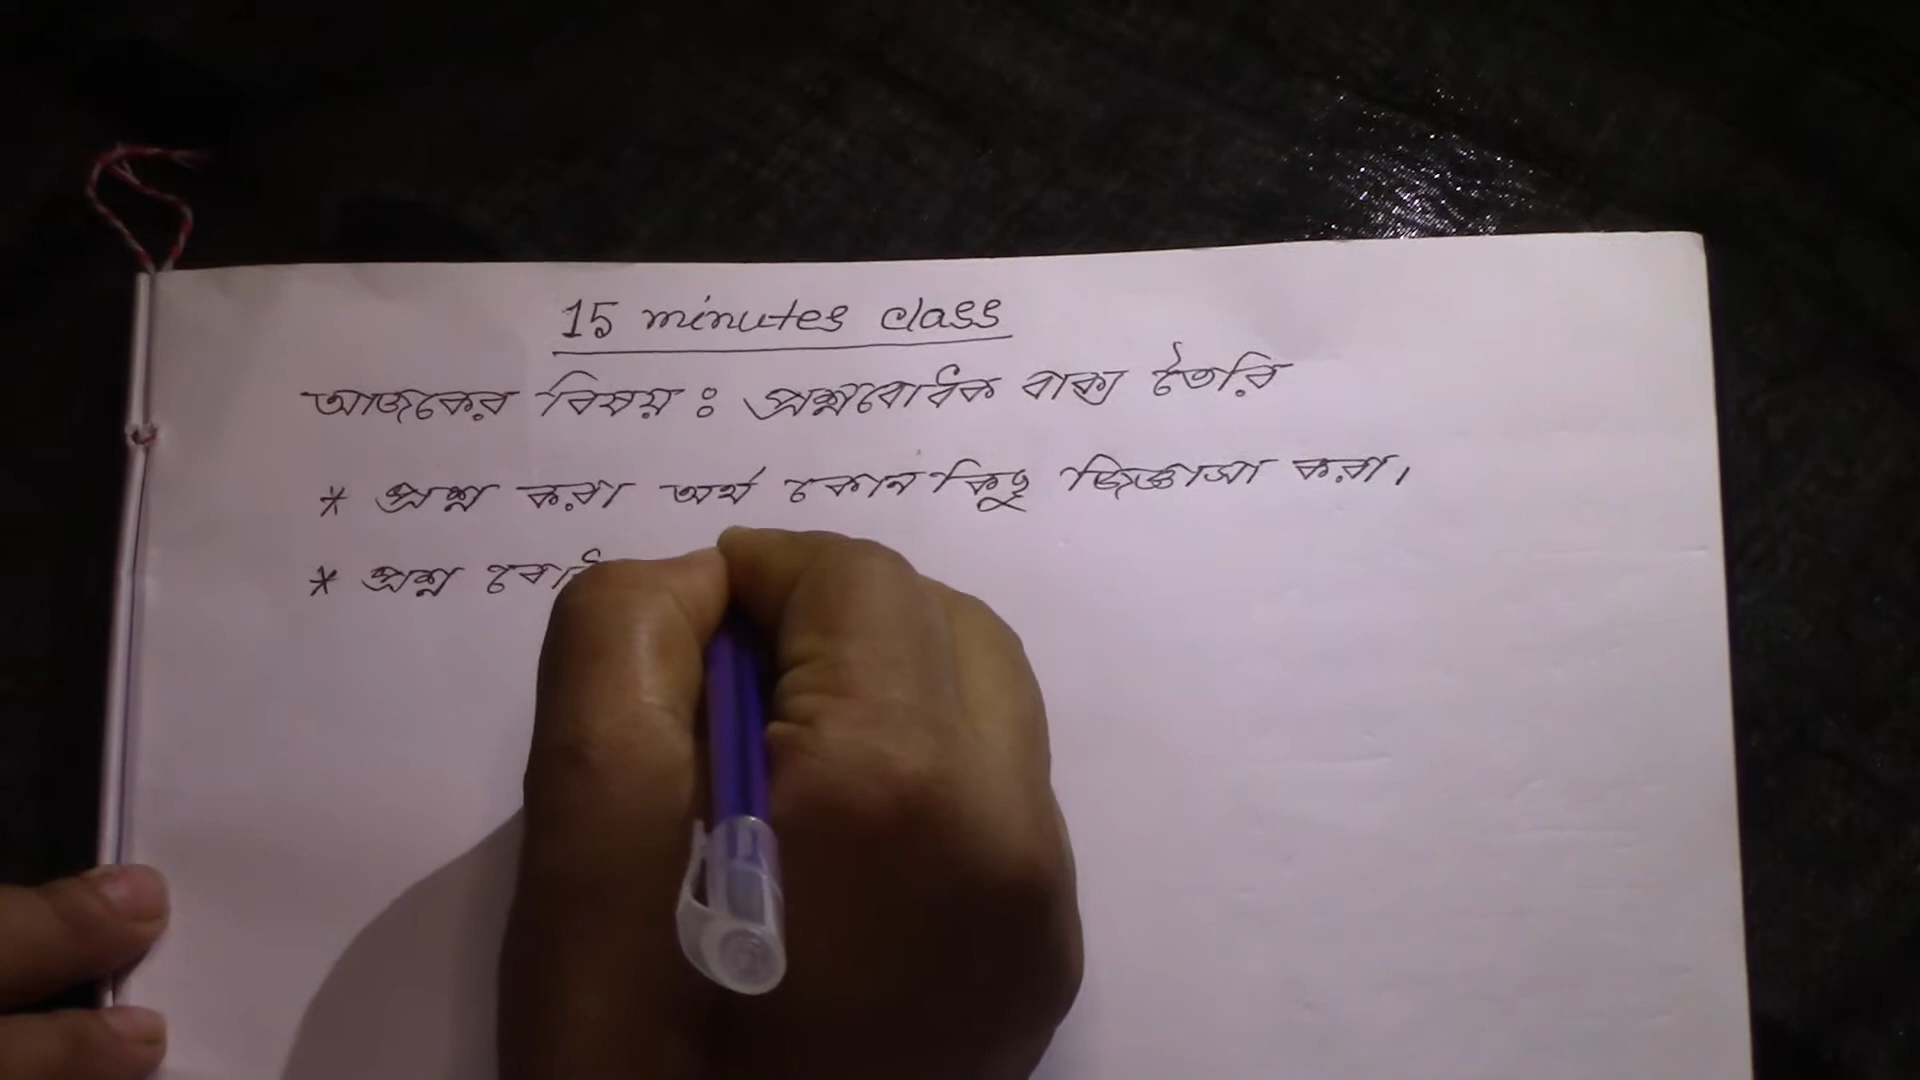 15 minutes class
আজকের বিষয় : প্রশ্নবোধক বাক্য তৈরি
* প্রশ্ন করা অর্থ কোন কিছু জিজ্ঞাসা করা।
* প্রশ্ন